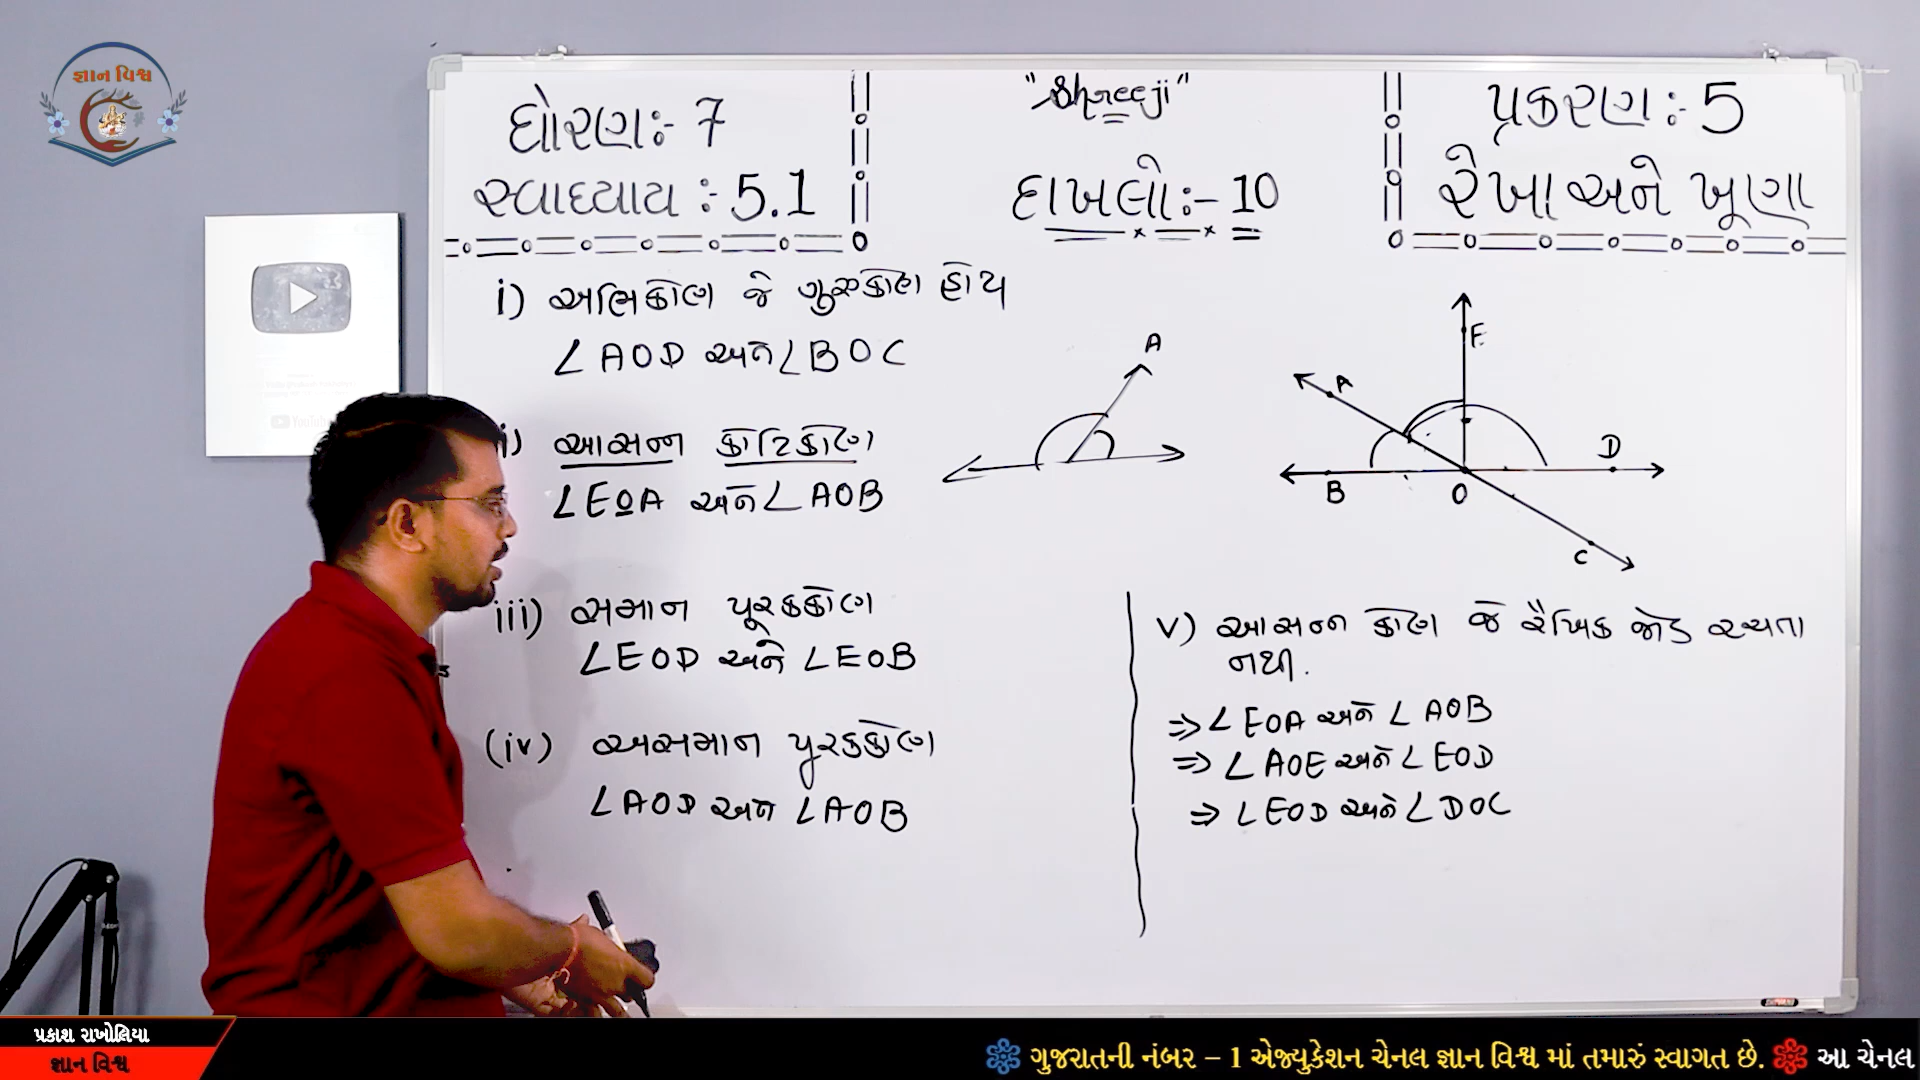 જ્ઞાન વિશ્વ
ધોરણ:- 7
સ્વાધ્યાય :- 5.1
"Shreeji"
દાખલો:- 10
પ્રકરણ:- 5
રેખા અને ખૂણા
i) અભિકોણ જે ગુરુકોણ હોય
∠AOD અને ∠BOC
i) આસન્ન કોટિકોણ
∠EOA અને ∠AOB
iii) સમાન પૂરકકોણ
∠EOD અને ∠EOB
(iv) અસમાન પૂરકકોણ
∠AOD અને ∠AOB
A
E
A
D
B
O
C
v) આસન્ન કોણ જે રૈખિક જોડ રચતા
નથી.
⇒ ∠EOA અને ∠AOB
⇒ ∠AOE અને ∠EOD
⇒ ∠EOD અને ∠DOC
પ્રકાશ રાખોલિયા
જ્ઞાન વિશ્વ
ગુજરાતની નંબર – 1 એજ્યુકેશન ચેનલ જ્ઞાન વિશ્વ માં તમારું સ્વાગત છે. આ ચેનલ